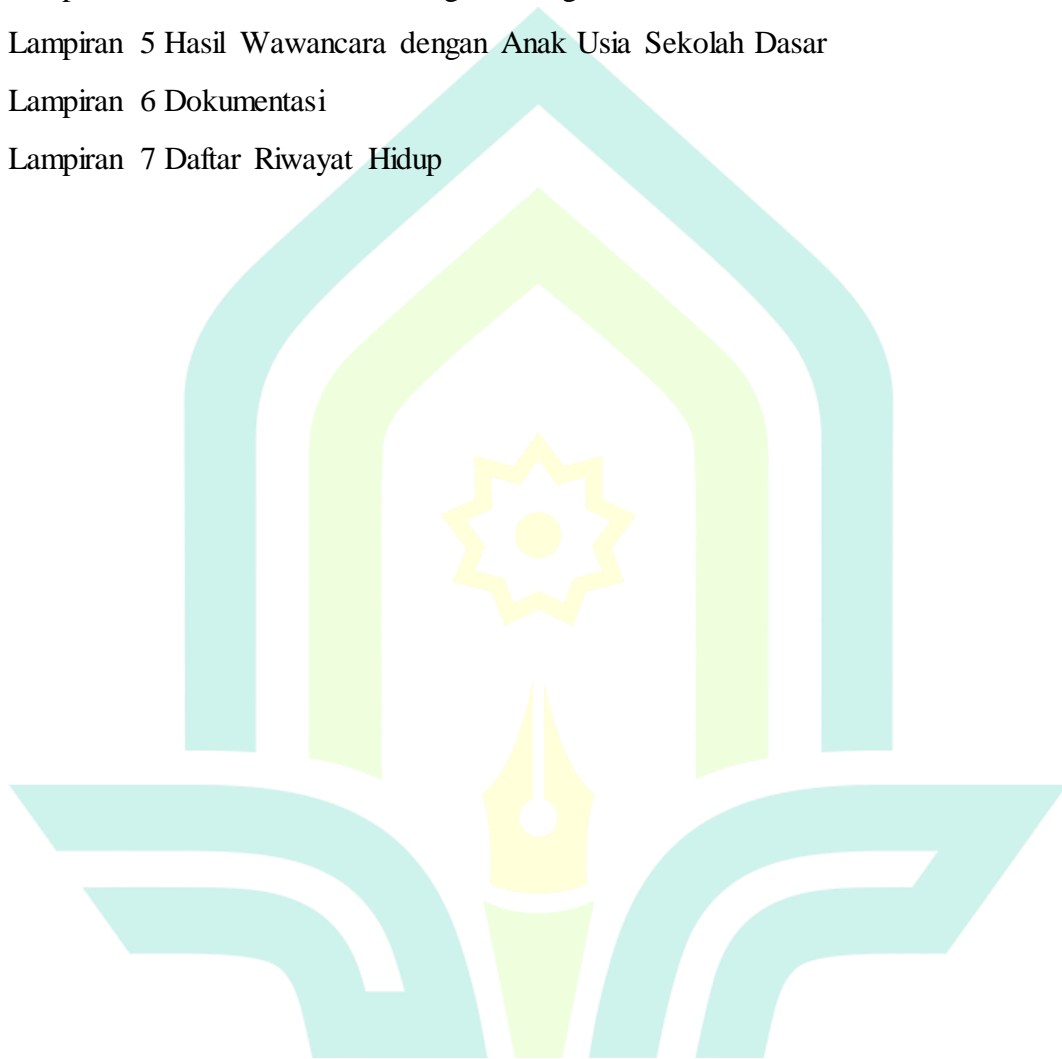 Lampiran 5 Hasil Wawancara dengan Anak Usia Sekolah Dasar
Lampiran 6 Dokumentasi
Lampiran 7 Daftar Riwayat Hidup